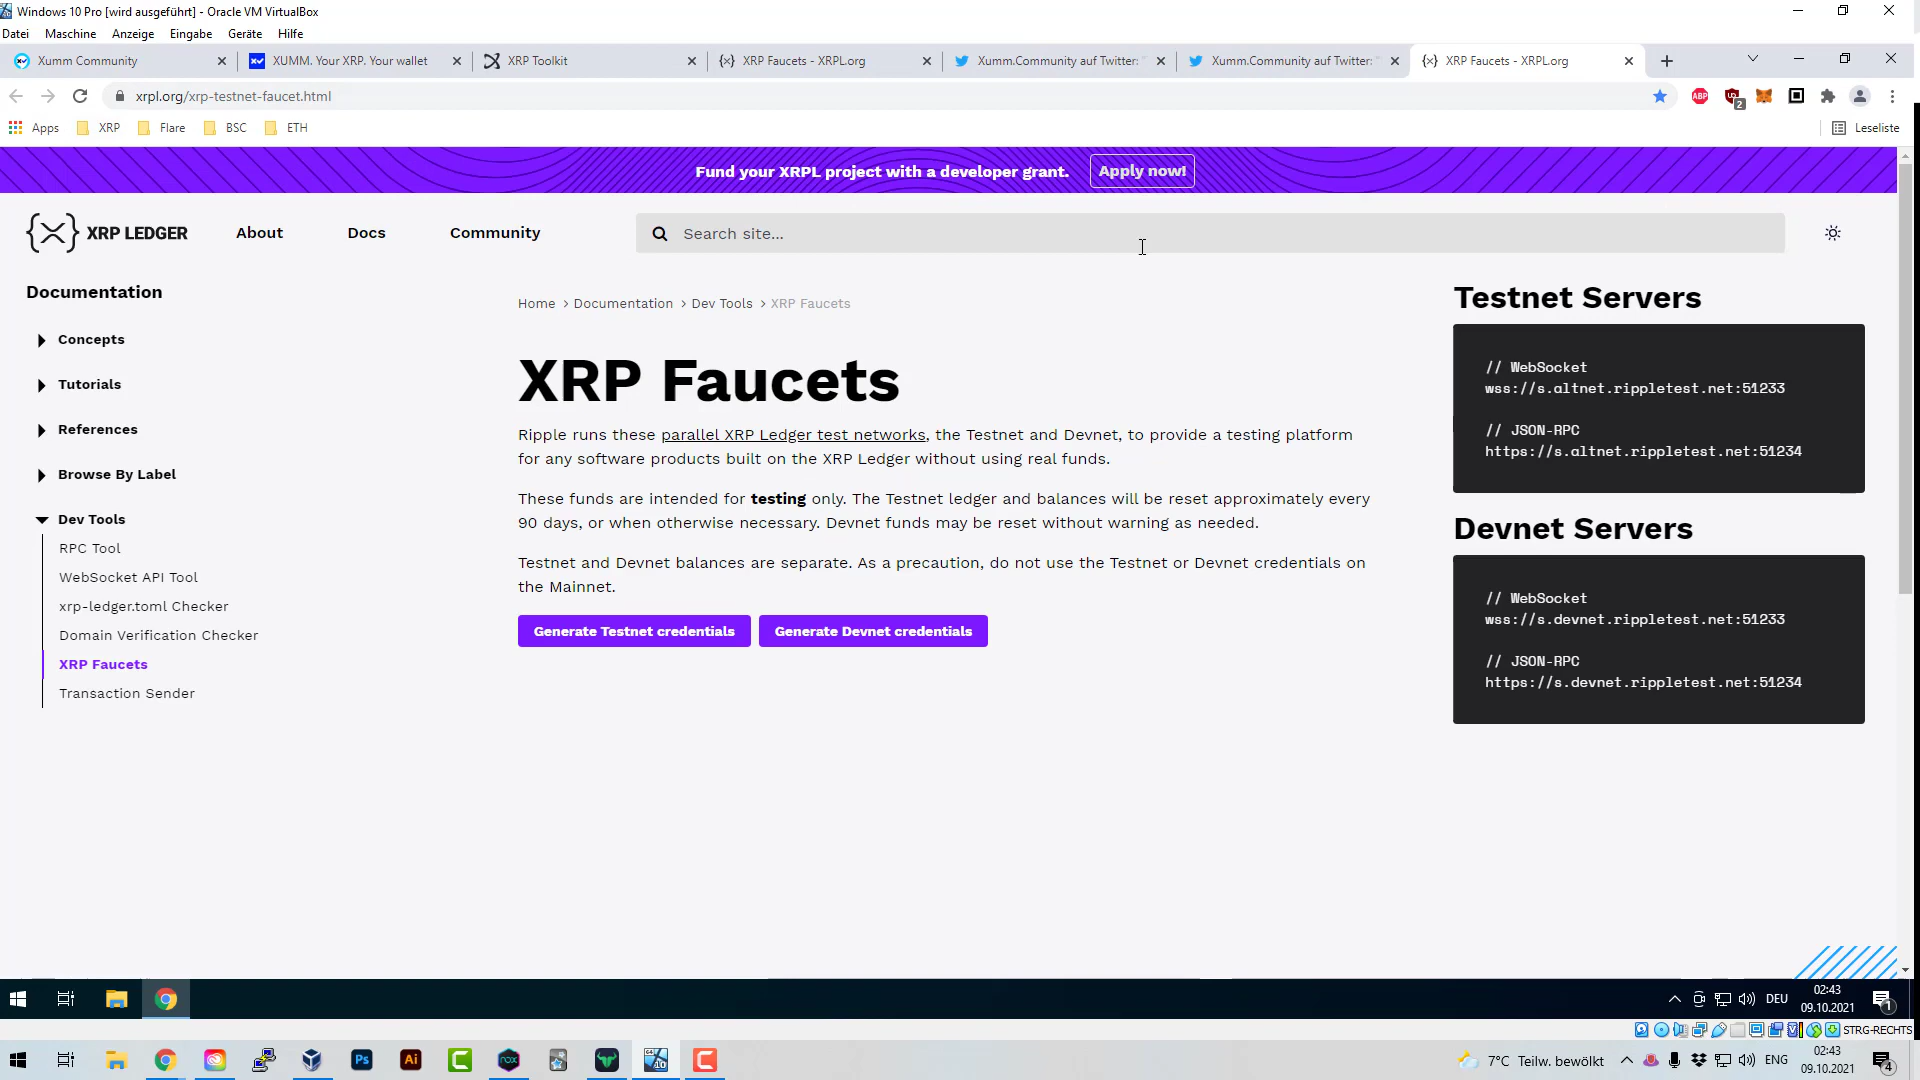 Windows 10 Pro [wird ausgeführt] - Oracle VM VirtualBox
Datei Maschine Anzeige Eingabe Geräte Hilfe
Xumm Community
XUMM. Your XRP. Your wallet
XRP Toolkit
XRP Faucets - XRPL.org
Xumm.Community auf Twitter: "
Xumm.Community auf Twitter: "
XRP Faucets - XRPL.org
xrpl.org/xrp-testnet-faucet.html
ABP
2
Apps XRP Flare BSC ETH
Leseliste
Fund your XRPL project with a developer grant. Apply now!
XRP LEDGER About Docs Community Search site...
Documentation
Concepts
Tutorials
References
Browse By Label
Dev Tools
RPC Tool
WebSocket API Tool
xrp-ledger.toml Checker
Domain Verification Checker
XRP Faucets
Transaction Sender
Home > Documentation > Dev Tools > XRP Faucets
XRP Faucets
Ripple runs these parallel XRP Ledger test networks, the Testnet and Devnet, to provide a testing platform
for any software products built on the XRP Ledger without using real funds.
These funds are intended for testing only. The Testnet ledger and balances will be reset approximately every
90 days, or when otherwise necessary. Devnet funds may be reset without warning as needed.
Testnet and Devnet balances are separate. As a precaution, do not use the Testnet or Devnet credentials on
the Mainnet.
Generate Testnet credentials Generate Devnet credentials
Testnet Servers
// WebSocket
wss://s.altnet.rippletest.net:51233
// JSON-RPC
https://s.altnet.rippletest.net:51234
Devnet Servers
// WebSocket
wss://s.devnet.rippletest.net:51233
// JSON-RPC
https://s.devnet.rippletest.net:51234
DEU
02:43
09.10.2021
1
STRG-RECHTS
Ps
Ai
nox
7°C Teilw. bewölkt
ENG
02:43
09.10.2021
4